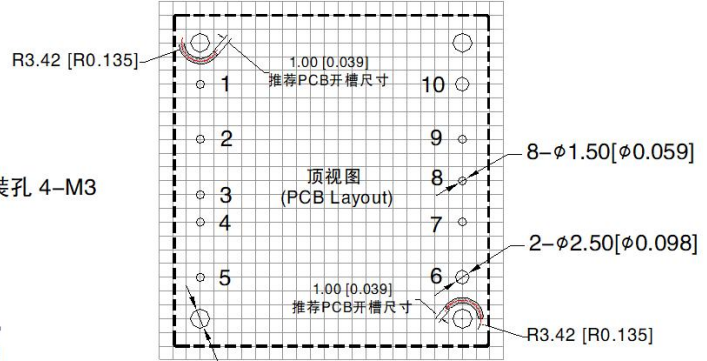 R3.42 [R0.135]
1.00 [0.039]
推荐PCB开槽尺寸
1
10
2
9
8–φ1.50[φ0.059]
顶视图
(PCB Layout)
8
装孔 4–M3
3
4
7
2–φ2.50[φ0.098]
5
6
1.00 [0.039]
推荐PCB开槽尺寸
R3.42 [R0.135]